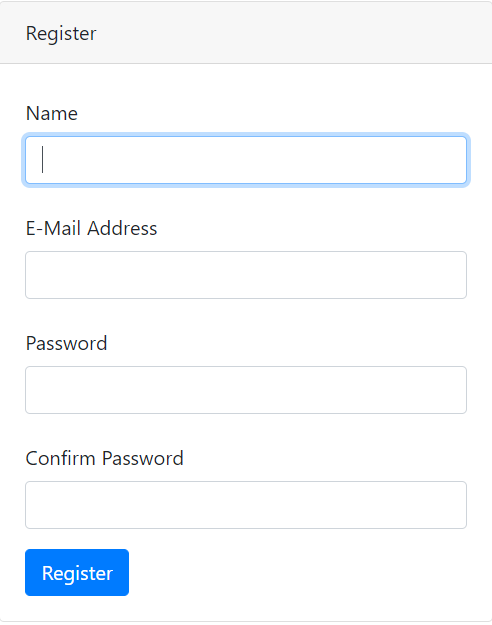 Register
Name
E-Mail Address
Password
Confirm Password
Register